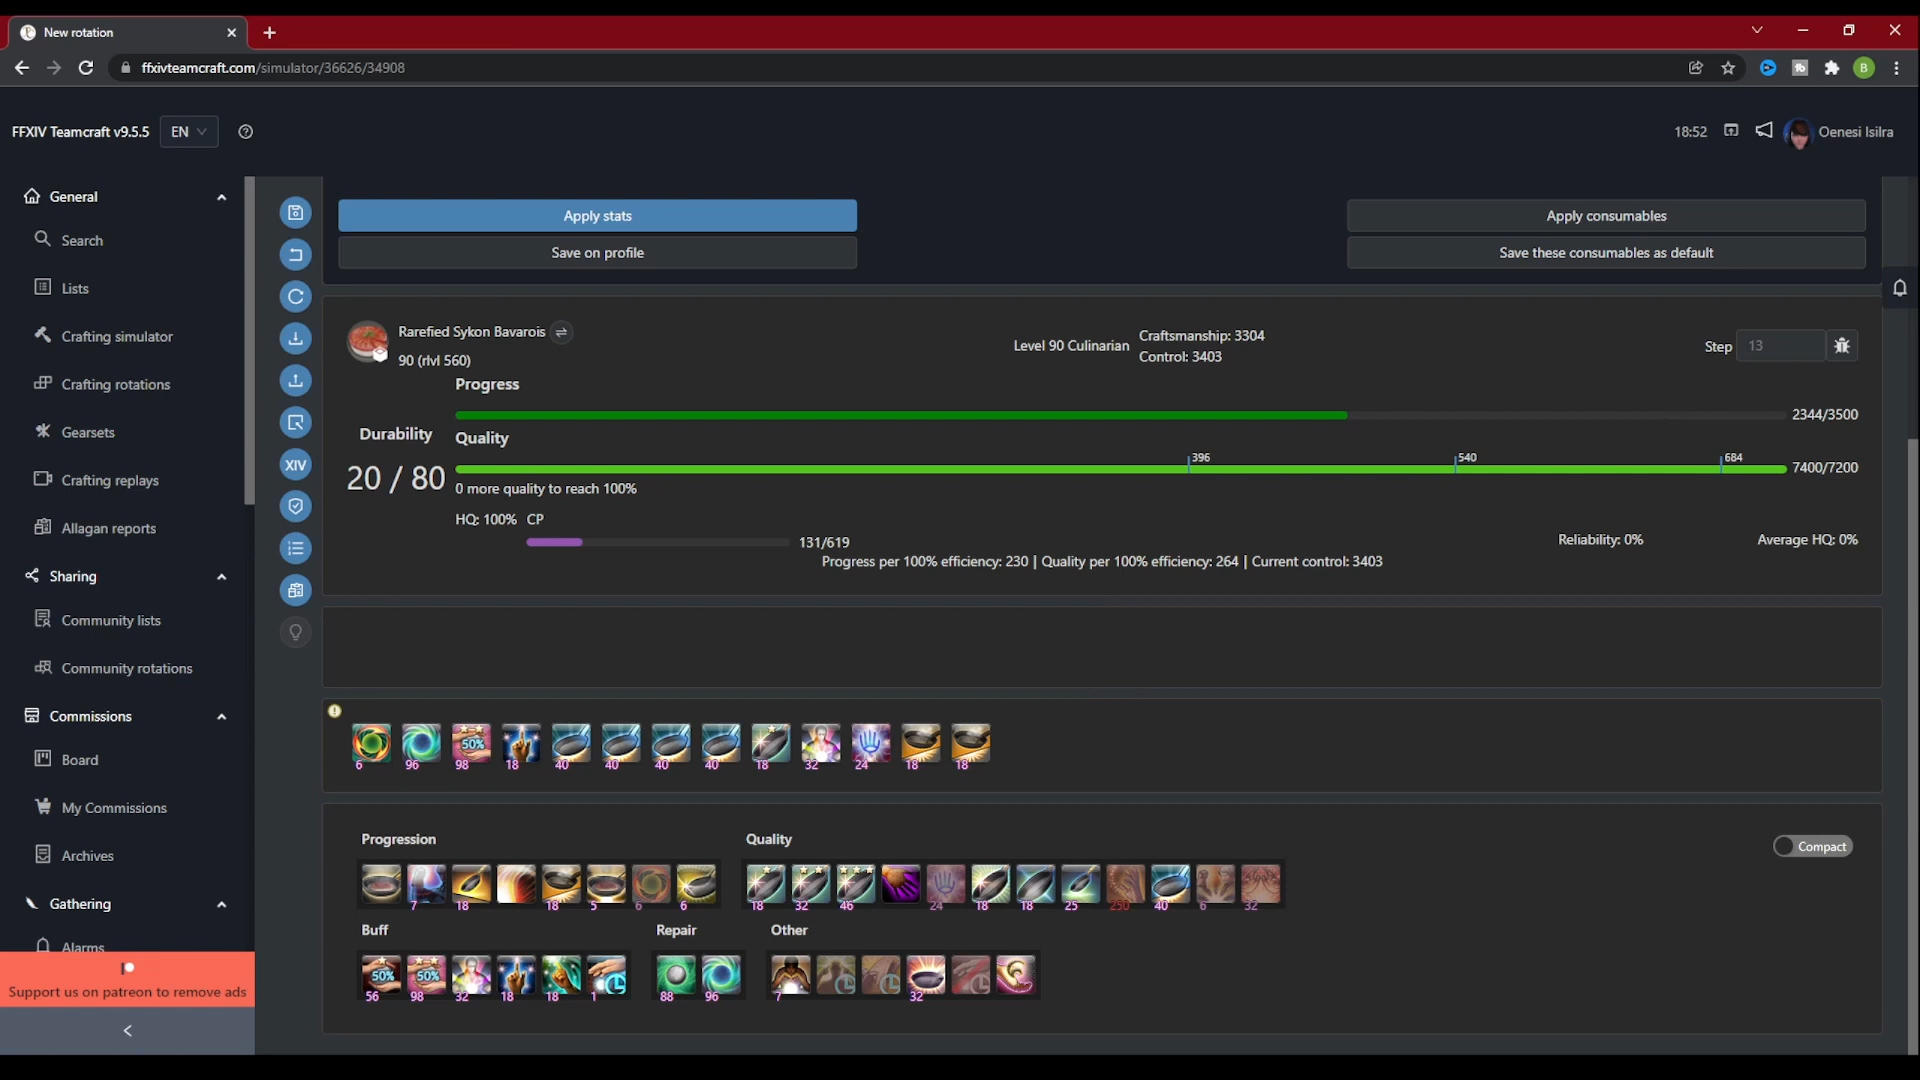 New rotation
ffxivteamcraft.com/simulator/36626/34908
B
FFXIV Teamcraft v9.5.5
EN
18:52
Oenesi Isilra
General
Search
Lists
Crafting simulator
Crafting rotations
Gearsets
Crafting replays
Allagan reports
Sharing
Community lists
Community rotations
Commissions
Board
My Commissions
Archives
Gathering
Alarms
Support us on patreon to remove ads
XIV
Apply stats
Save on profile
Apply consumables
Save these consumables as default
Rarefied Sykon Bavarois
90 (rlvl 560)
Level 90 Culinarian
Craftsmanship: 3304
Control: 3403
Step 13
Progress
2344/3500
Durability
20 / 80
Quality
396 540 684
7400/7200
0 more quality to reach 100%
HQ: 100% CP
131/619
Reliability: 0%
Average HQ: 0%
Progress per 100% efficiency: 230 | Quality per 100% efficiency: 264 | Current control: 3403
50%
6 96 98 18 40 40 40 40 18 32 24 18 18
Progression
7 18 18 5 6 6
Quality
18 32 46 24 18 18 25 250 40 6 32
Compact
Buff
50% 50%
56 98 32 18 18 1
Repair
88 96
Other
7 32